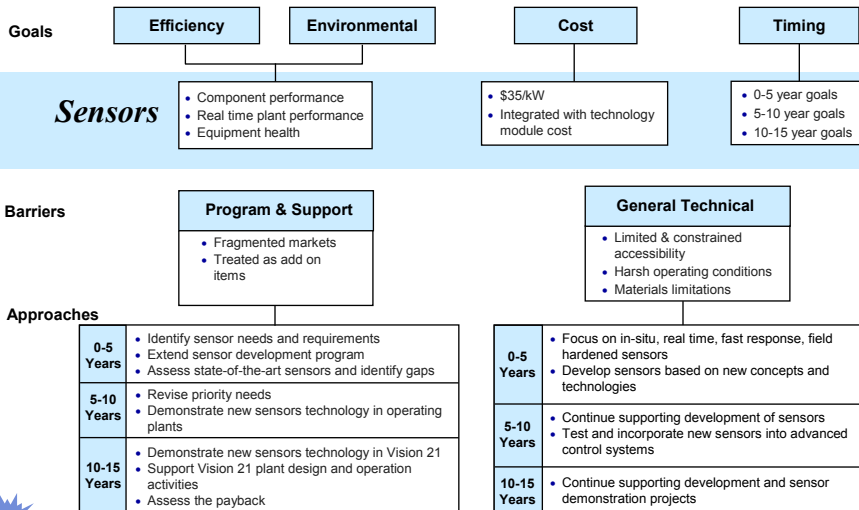 Goals
Efficiency
Environmental
Cost
Timing
Sensors
• Component performance
• Real time plant performance
• Equipment health
• $35/kW
• Integrated with technology
module cost
• 0-5 year goals
• 5-10 year goals
• 10-15 year goals
Barriers
Program & Support
• Fragmented markets
• Treated as add on
items
General Technical
• Limited & constrained
accessibility
• Harsh operating conditions
• Materials limitations
Approaches
0-5
Years
• Identify sensor needs and requirements
• Extend sensor development program
• Assess state-of-the-art sensors and identify gaps
5-10
Years
• Revise priority needs
• Demonstrate new sensors technology in operating
plants
10-15
Years
• Demonstrate new sensors technology in Vision 21
• Support Vision 21 plant design and operation
activities
• Assess the payback
0-5
Years
• Focus on in-situ, real time, fast response, field
hardened sensors
• Develop sensors based on new concepts and
technologies
5-10
Years
• Continue supporting development of sensors
• Test and incorporate new sensors into advanced
control systems
10-15
Years
• Continue supporting development and sensor
demonstration projects